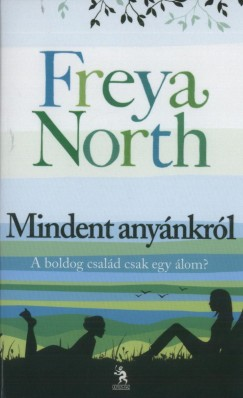 Freya
North
Mindent anyánkról
A boldog család csak egy álom?